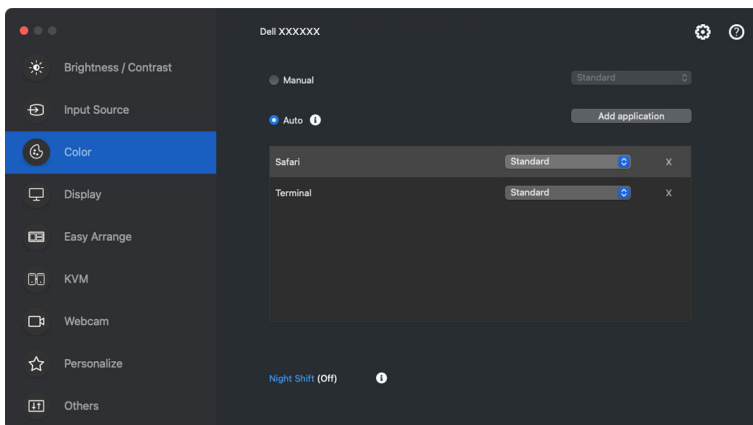 Dell XXXXXX
Brightness / Contrast
Input Source
Color
Display
Easy Arrange
KVM
Webcam
Personalize
Others
Manual
Standard
Auto
Add application
Safari
Standard
X
Terminal
Standard
X
Night Shift (Off)